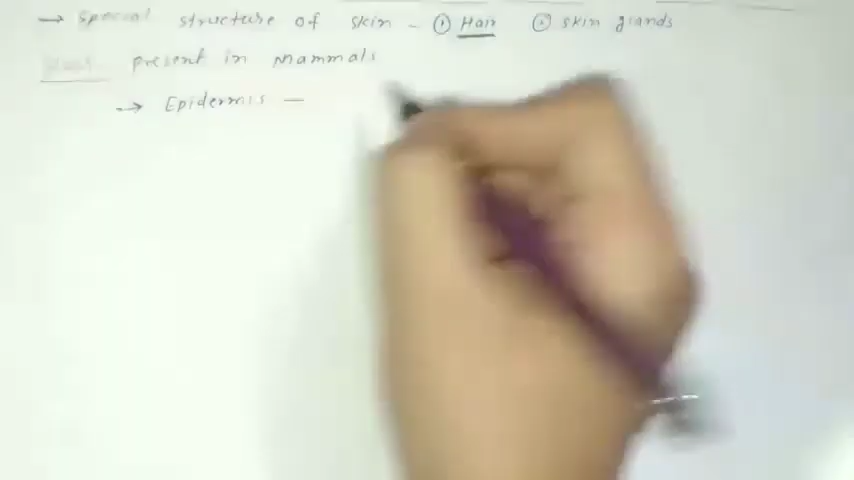 → Special structure of skin - ① Hair ② skin glands
present in mammals
→ Epidermis —